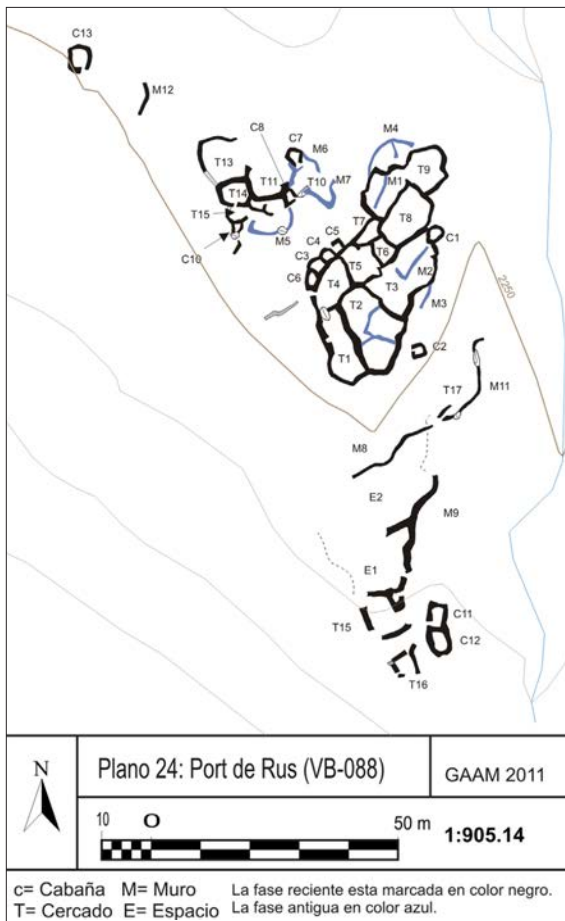 C13
M12
C8
C7
M6
M4
T13
T11
T10
M7
T9
T14
M1
T15
M5
T7
T8
C10
C5
C4
T6
C1
C3
T5
M2
C6
T4
T3
T2
M3
2250
T1
C2
M11
T17
M8
E2
M9
E1
T15
C11
C12
T16
N
Plano 24: Port de Rus (VB-088)
GAAM 2011
10 O 50 m
1:905.14
c= Cabaña M= Muro La fase reciente esta marcada en color negro.
T= Cercado E= Espacio La fase antigua en color azul.